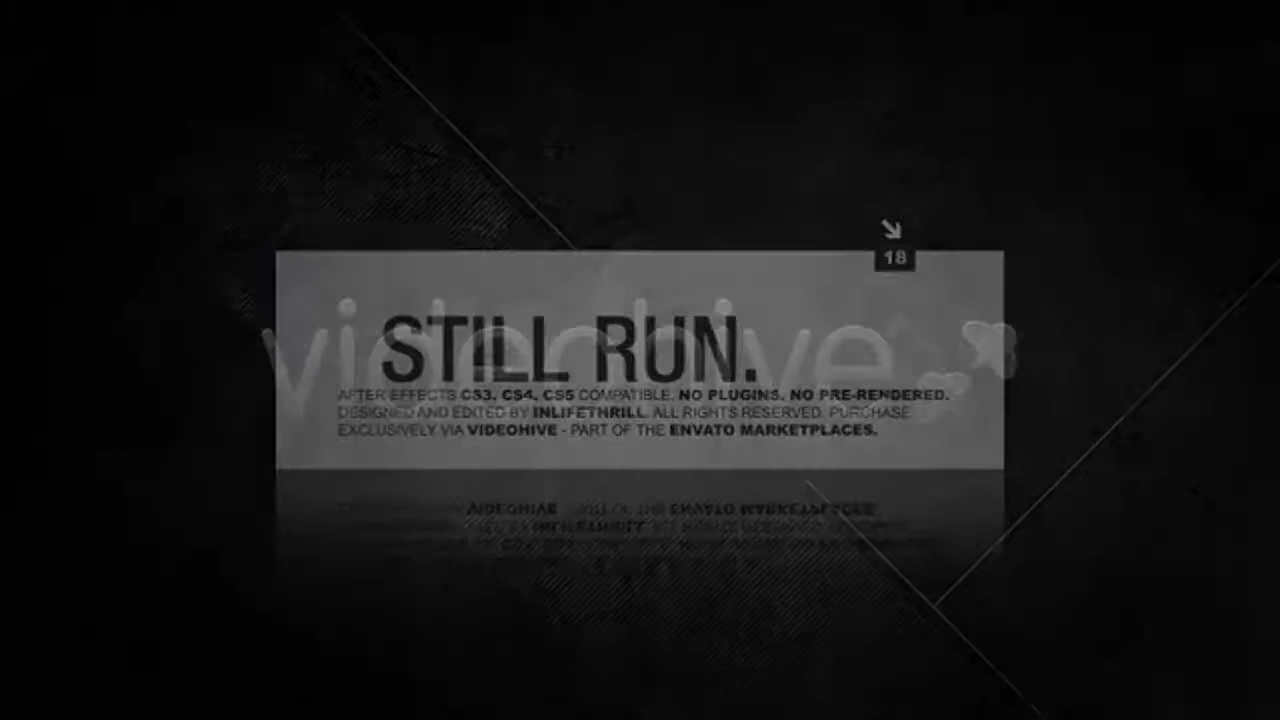 18
videohive
STILL RUN.
AFTER EFFECTS CS3, CS4, CS5 COMPATIBLE. NO PLUGINS. NO PRE-RENDERED.
DESIGNED AND EDITED BY INLIFETHRILL. ALL RIGHTS RESERVED. PURCHASE
EXCLUSIVELY VIA VIDEOHIVE - PART OF THE ENVATO MARKETPLACES.